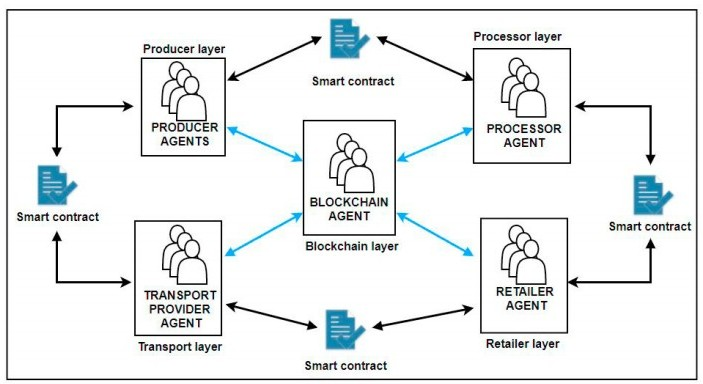 Producer layer
Processor layer
Smart contract
PRODUCER
AGENTS
PROCESSOR
AGENT
Smart contract
BLOCKCHAIN
AGENT
Blockchain layer
Smart contract
TRANSPORT
PROVIDER
AGENT
Transport layer
RETAILER
AGENT
Retailer layer
Smart contract